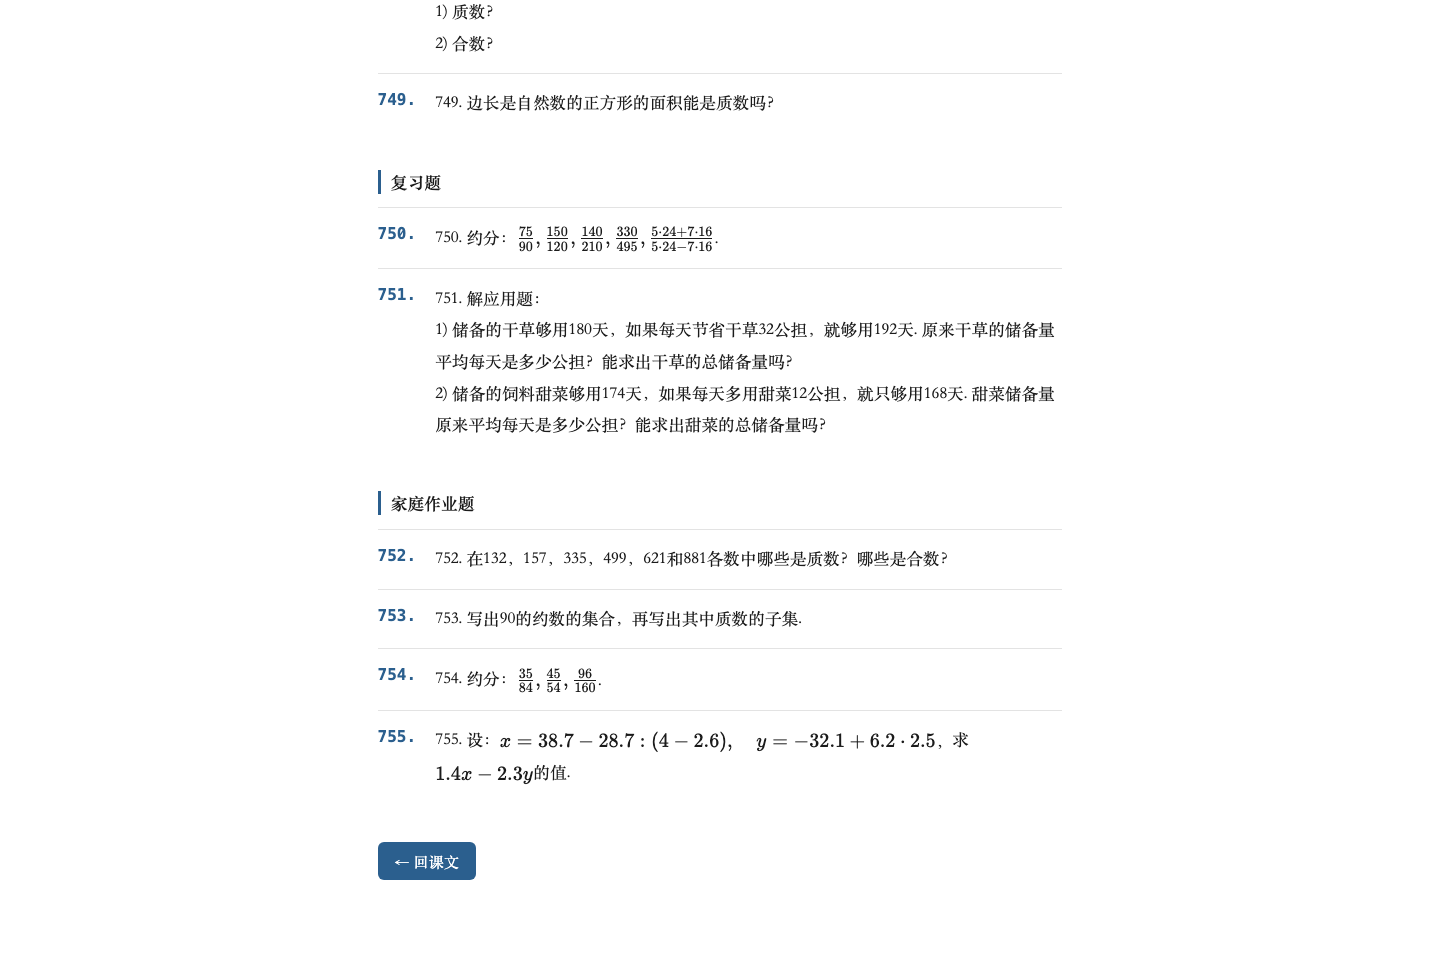 1) 质数?
2) 合数?
749. 749. 边长是自然数的正方形的面积能是质数吗?
复习题
750. 750. 约分: 75/90, 150/120, 140/210, 330/495, 5·24+7·16/5·24−7·16.
751. 751. 解应用题:
1) 储备的干草够用180天, 如果每天节省干草32公担, 就够用192天. 原来干草的储备量
平均每天是多少公担? 能求出干草的总储备量吗?
2) 储备的饲料甜菜够用174天, 如果每天多用甜菜12公担, 就只够用168天. 甜菜储备量
原来平均每天是多少公担? 能求出甜菜的总储备量吗?
家庭作业题
752. 752. 在132, 157, 335, 499, 621和881各数中哪些是质数? 哪些是合数?
753. 753. 写出90的约数的集合, 再写出其中质数的子集.
754. 754. 约分: 35/84, 45/54, 96/160.
755. 755. 设: x = 38.7 − 28.7 : (4 − 2.6), y = −32.1 + 6.2 · 2.5, 求
1.4x − 2.3y的值.
← 回课文